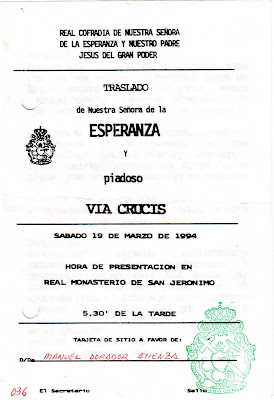 REAL COFRADIA DE NUESTRA SEÑORA
DE LA ESPERANZA Y NUESTRO PADRE
JESUS DEL GRAN PODER
TRASLADO
de Nuestra Señora de la
ESPERANZA
Y
piadoso
VIA CRUCIS
SABADO 19 DE MARZO DE 1994
HORA DE PRESENTACION EN
REAL MONASTERIO DE SAN JERONIMO
5.30' DE LA TARDE
TARJETA DE SITIO A FAVOR DE:
D/Da MANUEL DORADOR ATIENZA
036 El Secretario Sello